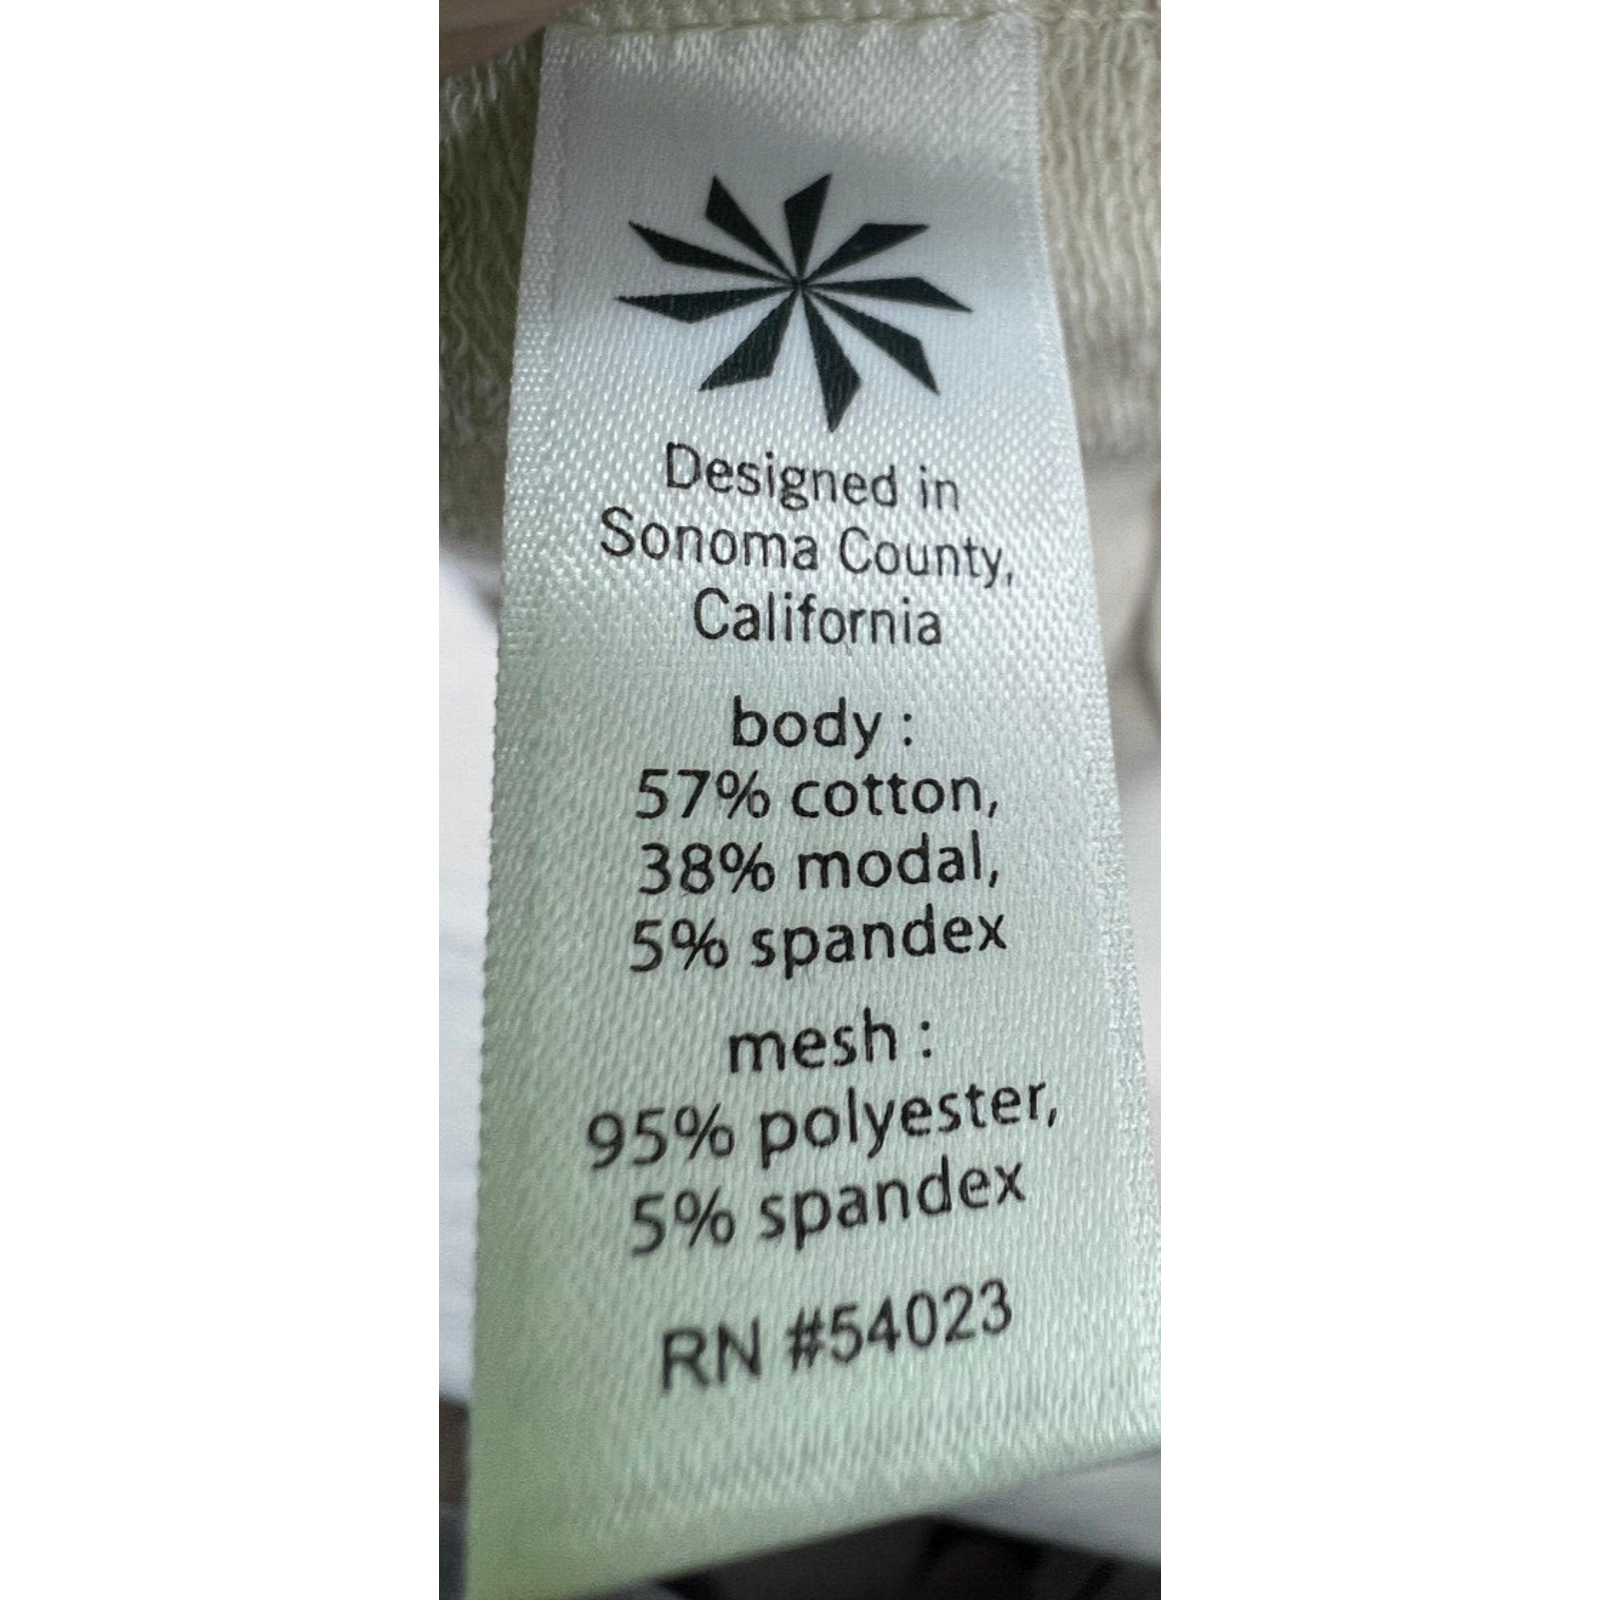 Designed in
Sonoma County,
California
body :
57% cotton,
38% modal,
5% spandex
mesh :
95% polyester,
5% spandex
RN #54023